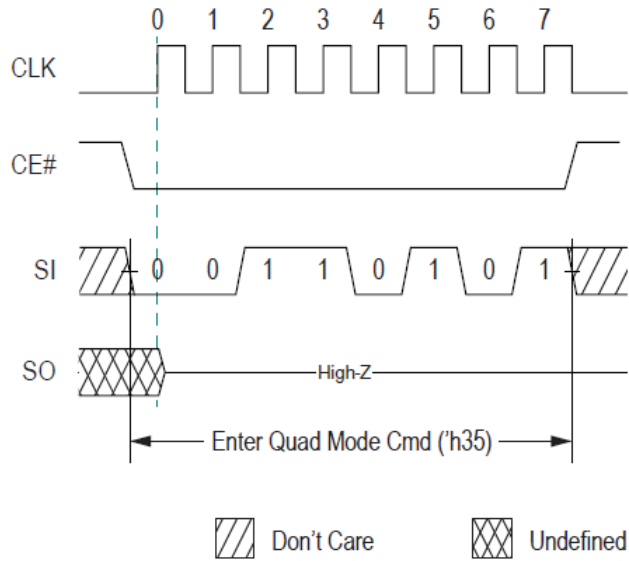 0 1 2 3 4 5 6 7
CLK
CE#
SI 0 0 1 1 0 1 0 1
SO High-Z
Enter Quad Mode Cmd ('h35)
Don't Care Undefined